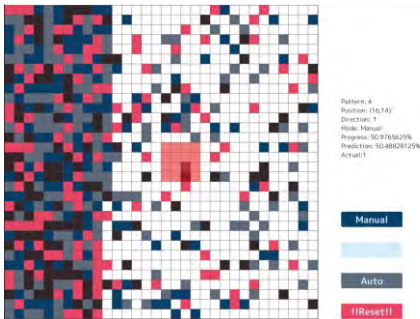 Pattern: 4
Position: (16,14)
Direction: ↑
Mode: Manual
Progress: 50.9765625%
Prediction: 50.48828125%
Actual:1
Manual
Auto
!!Reset!!